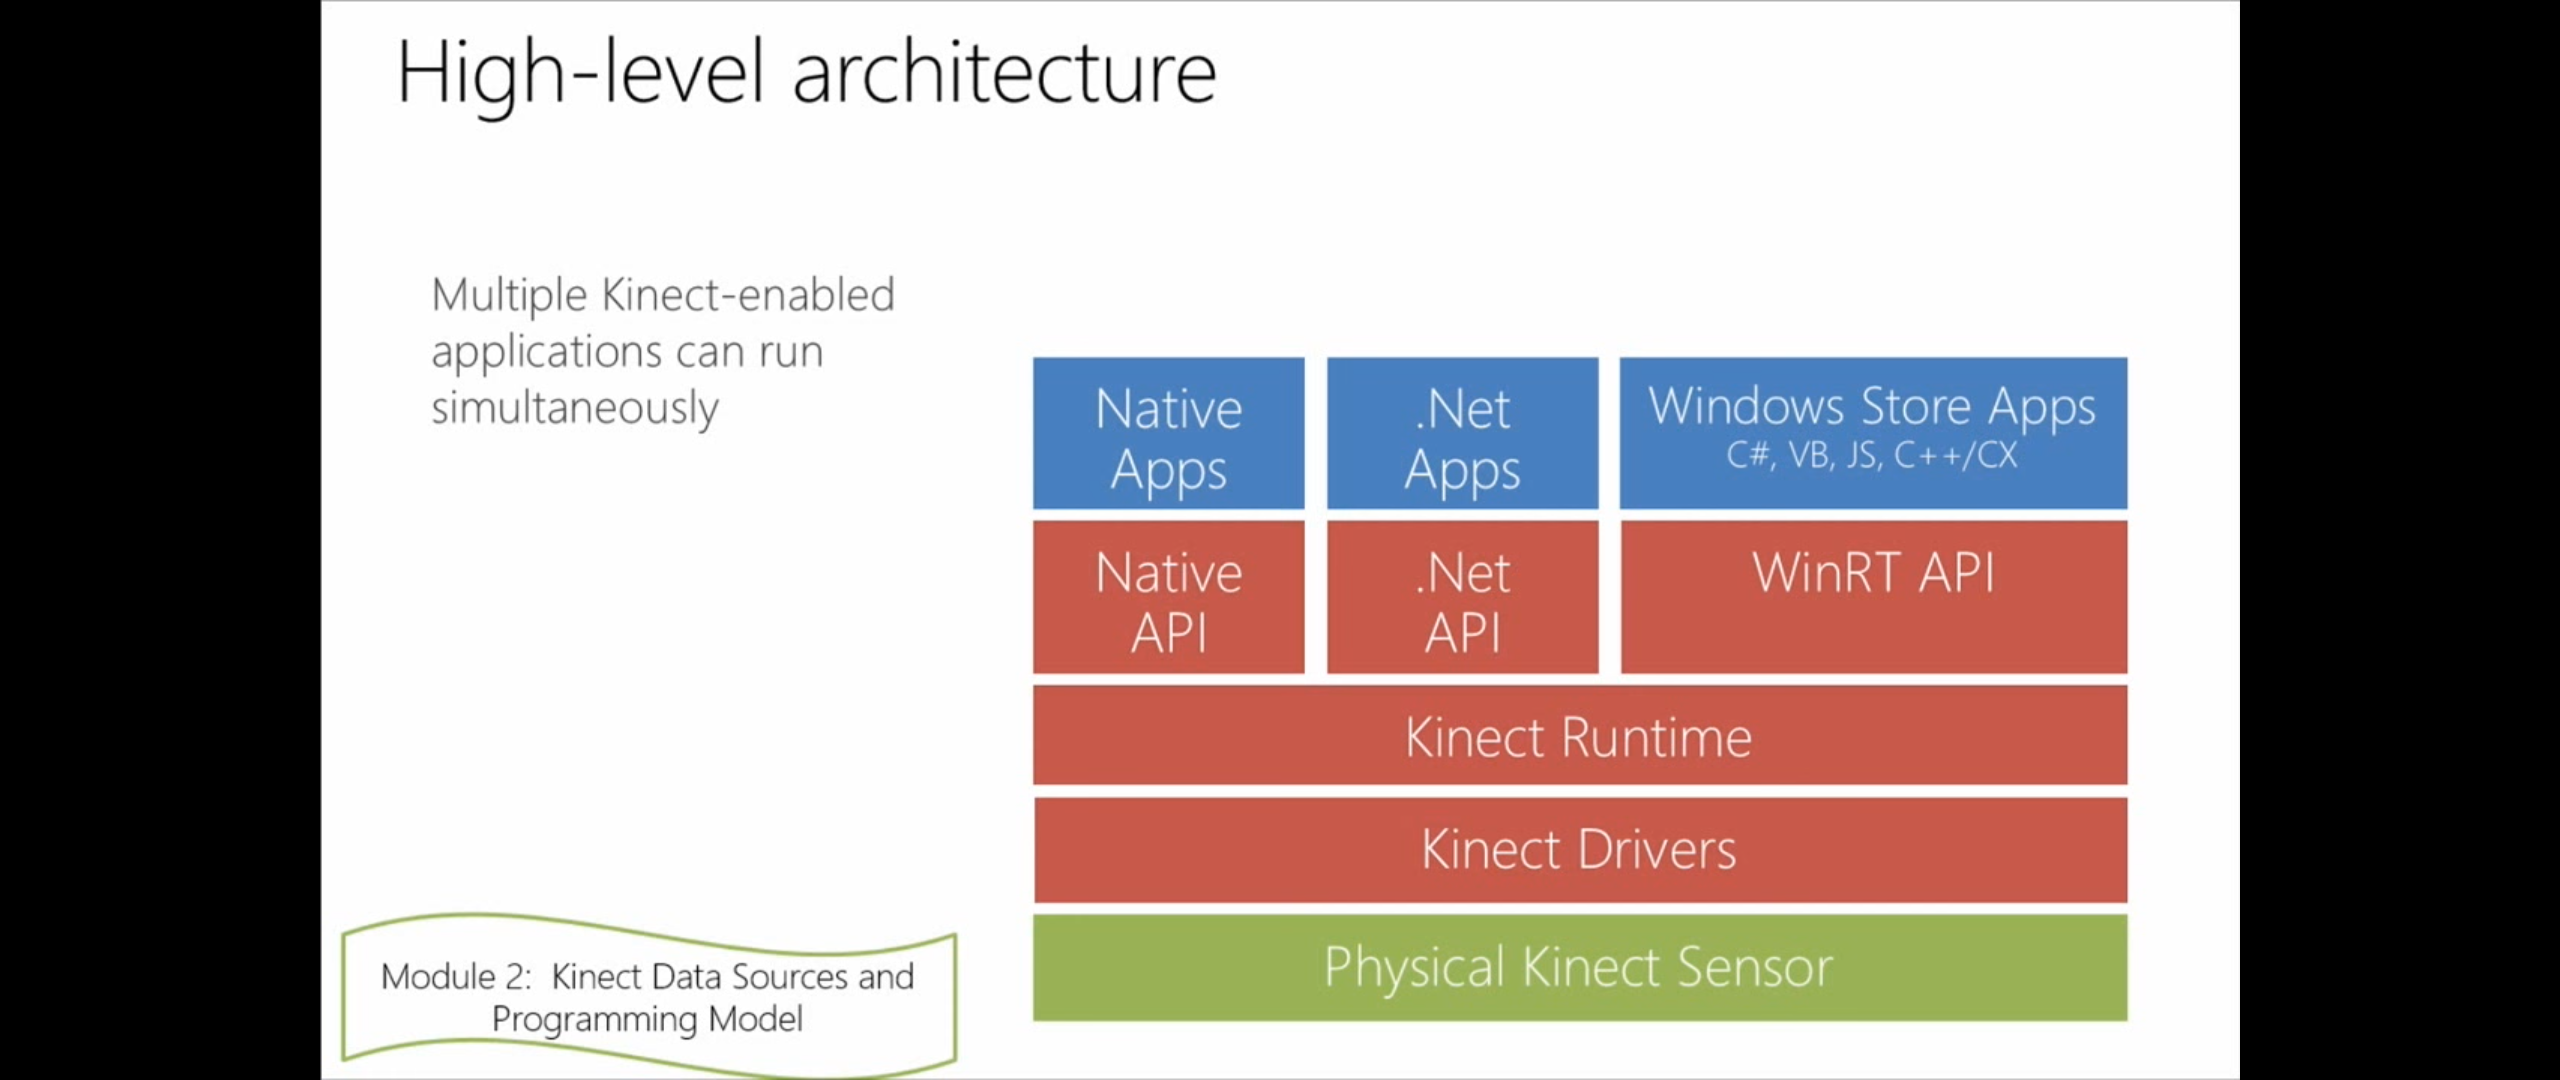 High-level architecture
Multiple Kinect-enabled
applications can run
simultaneously
Native
Apps
.Net
Apps
Windows Store Apps
C#, VB, JS, C++/CX
Native
API
.Net
API
WinRT API
Kinect Runtime
Kinect Drivers
Physical Kinect Sensor
Module 2:  Kinect Data Sources and
Programming Model